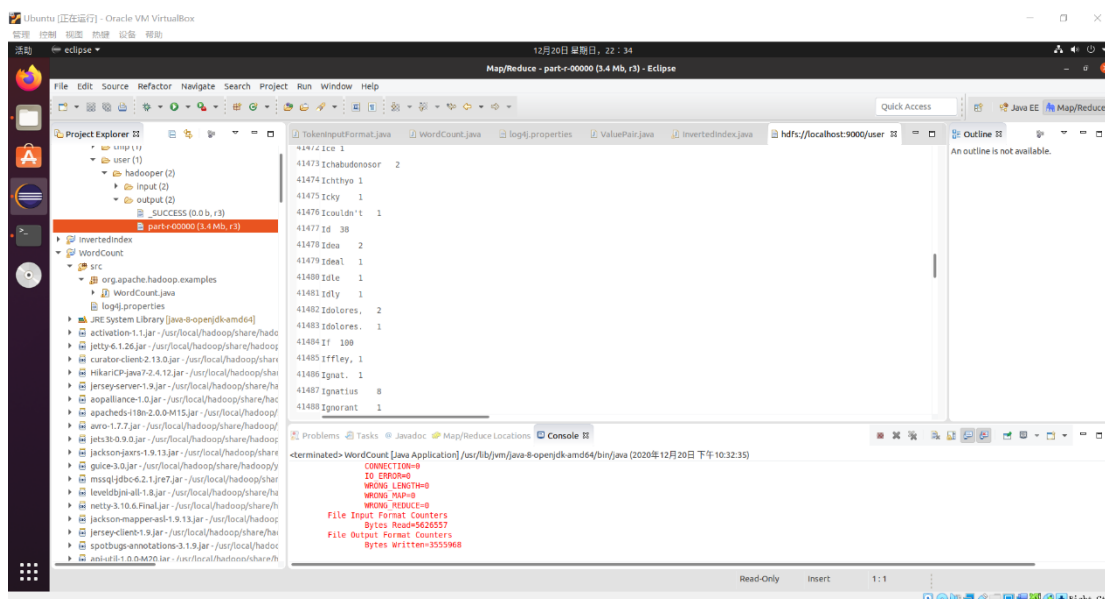 Ubuntu [正在运行] - Oracle VM VirtualBox
管理 控制 视图 热键 设备 帮助
活动 eclipse 12月20日 星期日, 22:34
Map/Reduce - part-r-00000 (3.4 Mb, r3) - Eclipse
File Edit Source Refactor Navigate Search Project Run Window Help
Quick Access Java EE Map/Reduce
Project Explorer TokenInputFormat.java WordCount.java log4j.properties ValuePair.java InvertedIndex.java hdfs://localhost:9000/user Outline
An outline is not available.
tmp (1)
user (1)
hadooper (2)
input (2)
output (2)
_SUCCESS (0.0 b, r3)
part-r-00000 (3.4 Mb, r3)
InvertedIndex
WordCount
src
org.apache.hadoop.examples
WordCount.java
log4j.properties
JRE System Library [java-8-openjdk-amd64]
activation-1.1.jar - /usr/local/hadoop/share/hado
jetty-6.1.26.jar - /usr/local/hadoop/share/hadoop
curator-client-2.13.0.jar - /usr/local/hadoop/share
HikariCP-java7-2.4.12.jar - /usr/local/hadoop/shar
jersey-server-1.9.jar - /usr/local/hadoop/share/ha
aopalliance-1.0.jar - /usr/local/hadoop/share/hac
apacheds-i18n-2.0.0-M15.jar - /usr/local/hadoop/
avro-1.7.7.jar - /usr/local/hadoop/share/hadoop/
jets3t-0.9.0.jar - /usr/local/hadoop/share/hadoop/
jackson-jaxrs-1.9.13.jar - /usr/local/hadoop/share
guice-3.0.jar - /usr/local/hadoop/share/hadoop/y
mssql-jdbc-6.2.1.jre7.jar - /usr/local/hadoop/shar
leveldbjni-all-1.8.jar - /usr/local/hadoop/share/ha
netty-3.10.6.Final.jar - /usr/local/hadoop/share/h
jackson-mapper-asl-1.9.13.jar - /usr/local/hadoop
jersey-client-1.9.jar - /usr/local/hadoop/share/ha
spotbugs-annotations-3.1.9.jar - /usr/local/hadoo
api-util-1.0.0-M20.jar - /usr/local/hadoop/share/h
41472 Ice 1
41473 Ichabudonosor 2
41474 Ichthyo 1
41475 Icky 1
41476 Icouldn't 1
41477 Id 38
41478 Idea 2
41479 Ideal 1
41480 Idle 1
41481 Idly 1
41482 Idolores, 2
41483 Idolores. 1
41484 If 100
41485 Iffley, 1
41486 Ignat. 1
41487 Ignatius 8
41488 Ignorant 1
Problems Tasks Javadoc Map/Reduce Locations Console
<terminated> WordCount [Java Application] /usr/lib/jvm/java-8-openjdk-amd64/bin/java (2020年12月20日 下午10:32:35)
CONNECTION=0
IO_ERROR=0
WRONG_LENGTH=0
WRONG_MAP=0
WRONG_REDUCE=0
File Input Format Counters
Bytes Read=5626557
File Output Format Counters
Bytes Written=3555968
Read-Only Insert 1:1